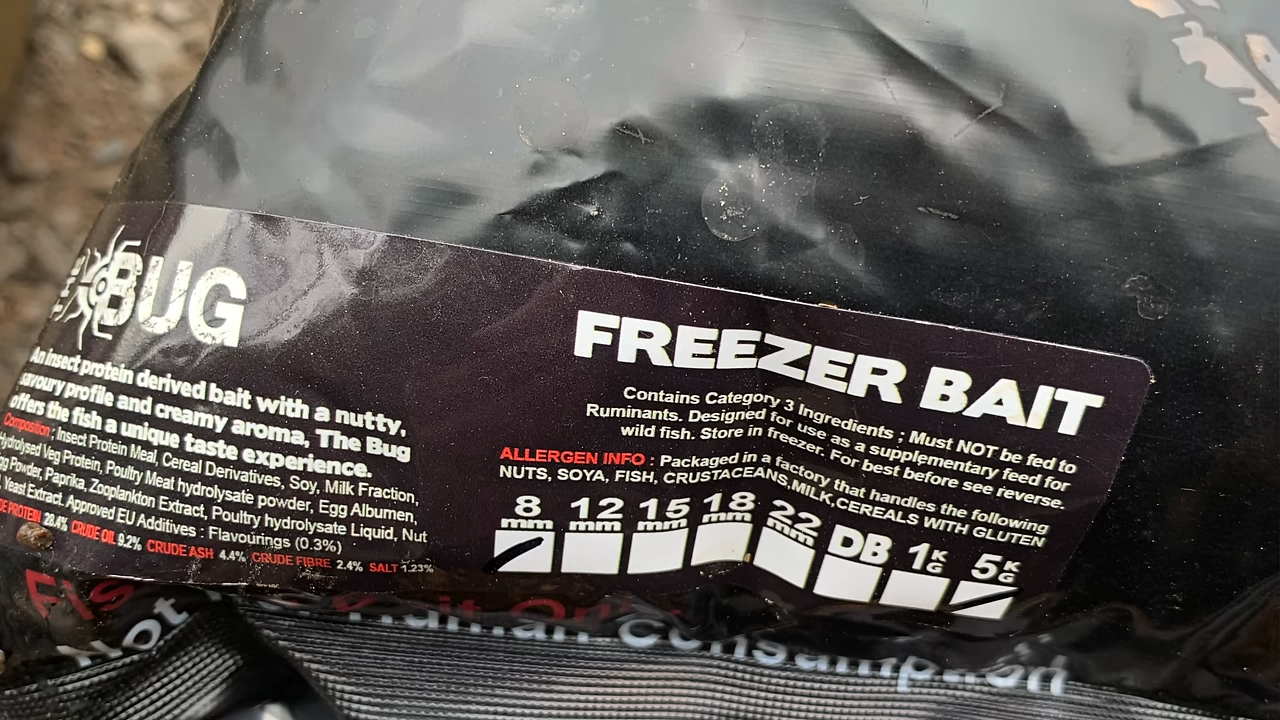 BUG
An insect protein derived bait with a nutty,
savoury profile and creamy aroma, The Bug
offers the fish a unique taste experience.
Composition ; Insect Protein Meal, Cereal Derivatives, Soy, Milk Fraction,
Hydrolysed Veg Protein, Poultry Meat hydrolysate powder, Egg Albumen,
Egg Powder, Paprika, Zooplankton Extract, Poultry hydrolysate Liquid, Nut
Yeast Extract, Approved EU Additives : Flavourings (0.3%)
PROTEIN 28.4% CRUDE OIL 9.2% CRUDE ASH 4.4% CRUDE FIBRE 2.4% SALT 1.23%
FREEZER BAIT
Contains Category 3 Ingredients ; Must NOT be fed to
Ruminants. Designed for use as a supplementary feed for
wild fish. Store in freezer. For best before see reverse.
ALLERGEN INFO : Packaged in a factory that handles the following
NUTS, SOYA, FISH, CRUSTACEANS,MILK,CEREALS WITH GLUTEN
8 mm 12 mm 15 mm 18 mm 22 mm DB 1KG 5KG
Not Human Consumption